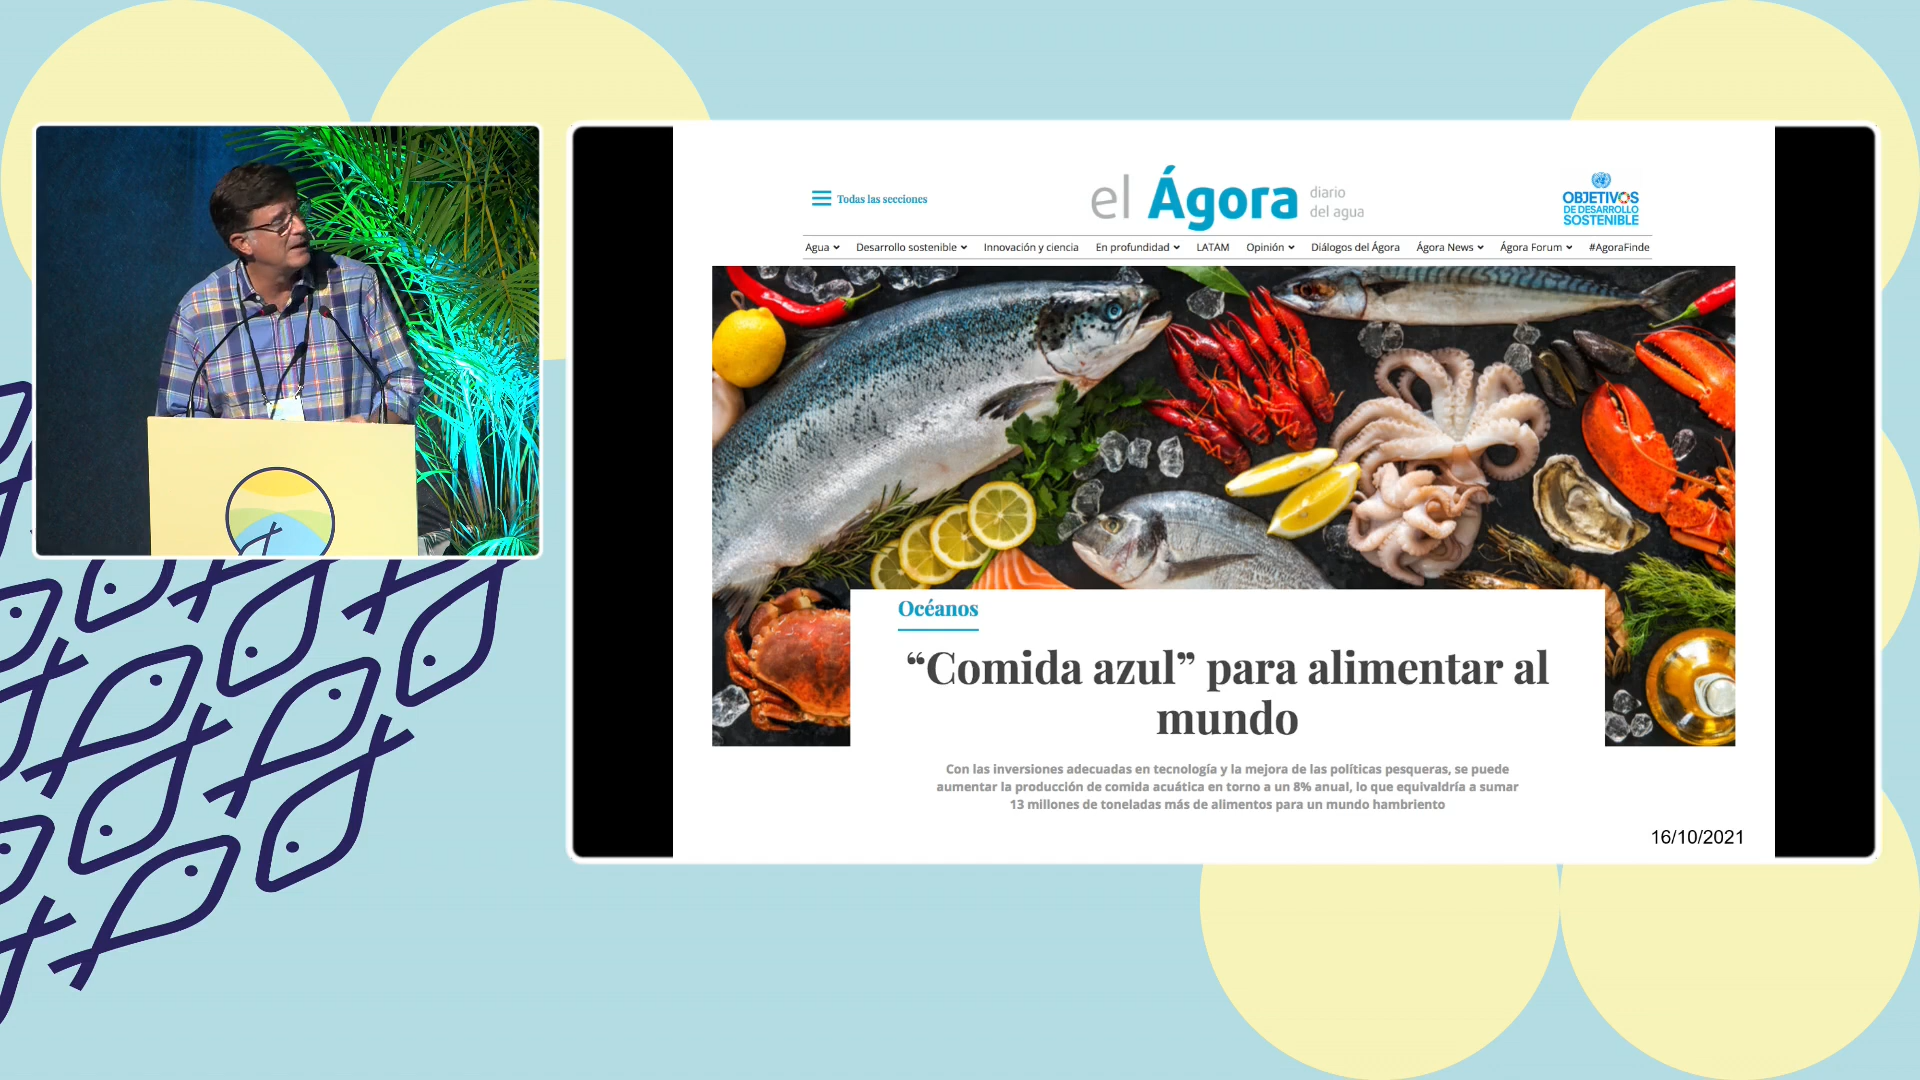 Todas las secciones
el Ágora
diario
del agua
OBJETIVOS
DE DESARROLLO
SOSTENIBLE
Agua Desarrollo sostenible Innovación y ciencia En profundidad LATAM Opinión Diálogos del Ágora Ágora News Ágora Forum #AgoraFinde
Océanos
“Comida azul” para alimentar al
mundo
Con las inversiones adecuadas en tecnología y la mejora de las políticas pesqueras, se puede
aumentar la producción de comida acuática en torno a un 8% anual, lo que equivaldría a sumar
13 millones de toneladas más de alimentos para un mundo hambriento
16/10/2021